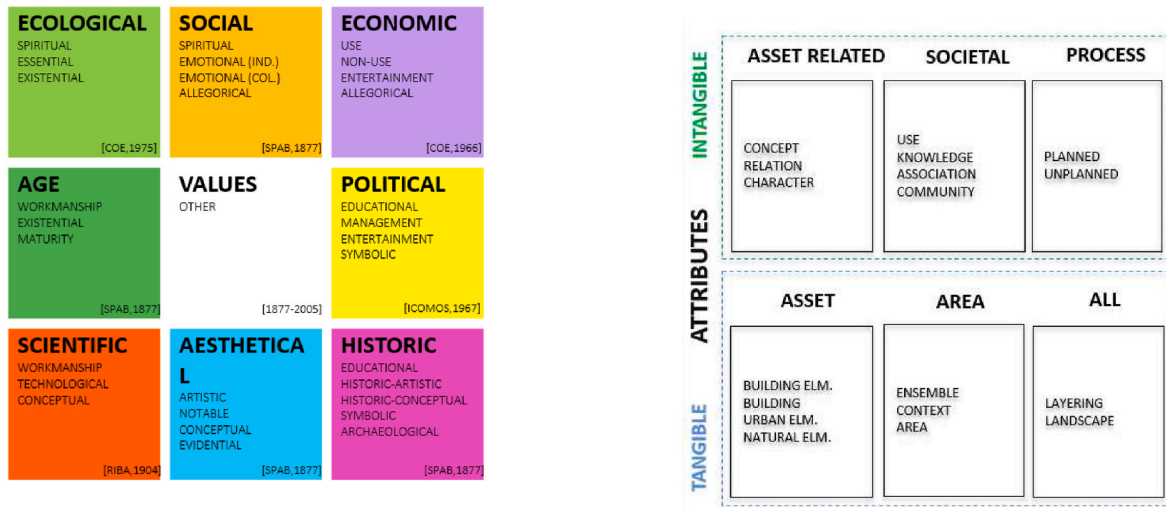 ECOLOGICAL
SPIRITUAL
ESSENTIAL
EXISTENTIAL
[COE,1975]
SOCIAL
SPIRITUAL
EMOTIONAL (IND.)
EMOTIONAL (COL.)
ALLEGORICAL
[SPAB,1877]
ECONOMIC
USE
NON-USE
ENTERTAINMENT
ALLEGORICAL
[COE,1966]
AGE
WORKMANSHIP
EXISTENTIAL
MATURITY
[SPAB,1877]
VALUES
OTHER
[1877-2005]
POLITICAL
EDUCATIONAL
MANAGEMENT
ENTERTAINMENT
SYMBOLIC
[ICOMOS,1967]
SCIENTIFIC
WORKMANSHIP
TECHNOLOGICAL
CONCEPTUAL
[RIBA,1904]
AESTHETICA
L
ARTISTIC
NOTABLE
CONCEPTUAL
EVIDENTIAL
[SPAB,1877]
HISTORIC
EDUCATIONAL
HISTORIC-ARTISTIC
HISTORIC-CONCEPTUAL
SYMBOLIC
ARCHAEOLOGICAL
[SPAB,1877]
ATTRIBUTES
INTANGIBLE
ASSET RELATED
CONCEPT
RELATION
CHARACTER
SOCIETAL
USE
KNOWLEDGE
ASSOCIATION
COMMUNITY
PROCESS
PLANNED
UNPLANNED
TANGIBLE
ASSET
BUILDING ELM.
BUILDING
URBAN ELM.
NATURAL ELM.
AREA
ENSEMBLE
CONTEXT
AREA
ALL
LAYERING
LANDSCAPE